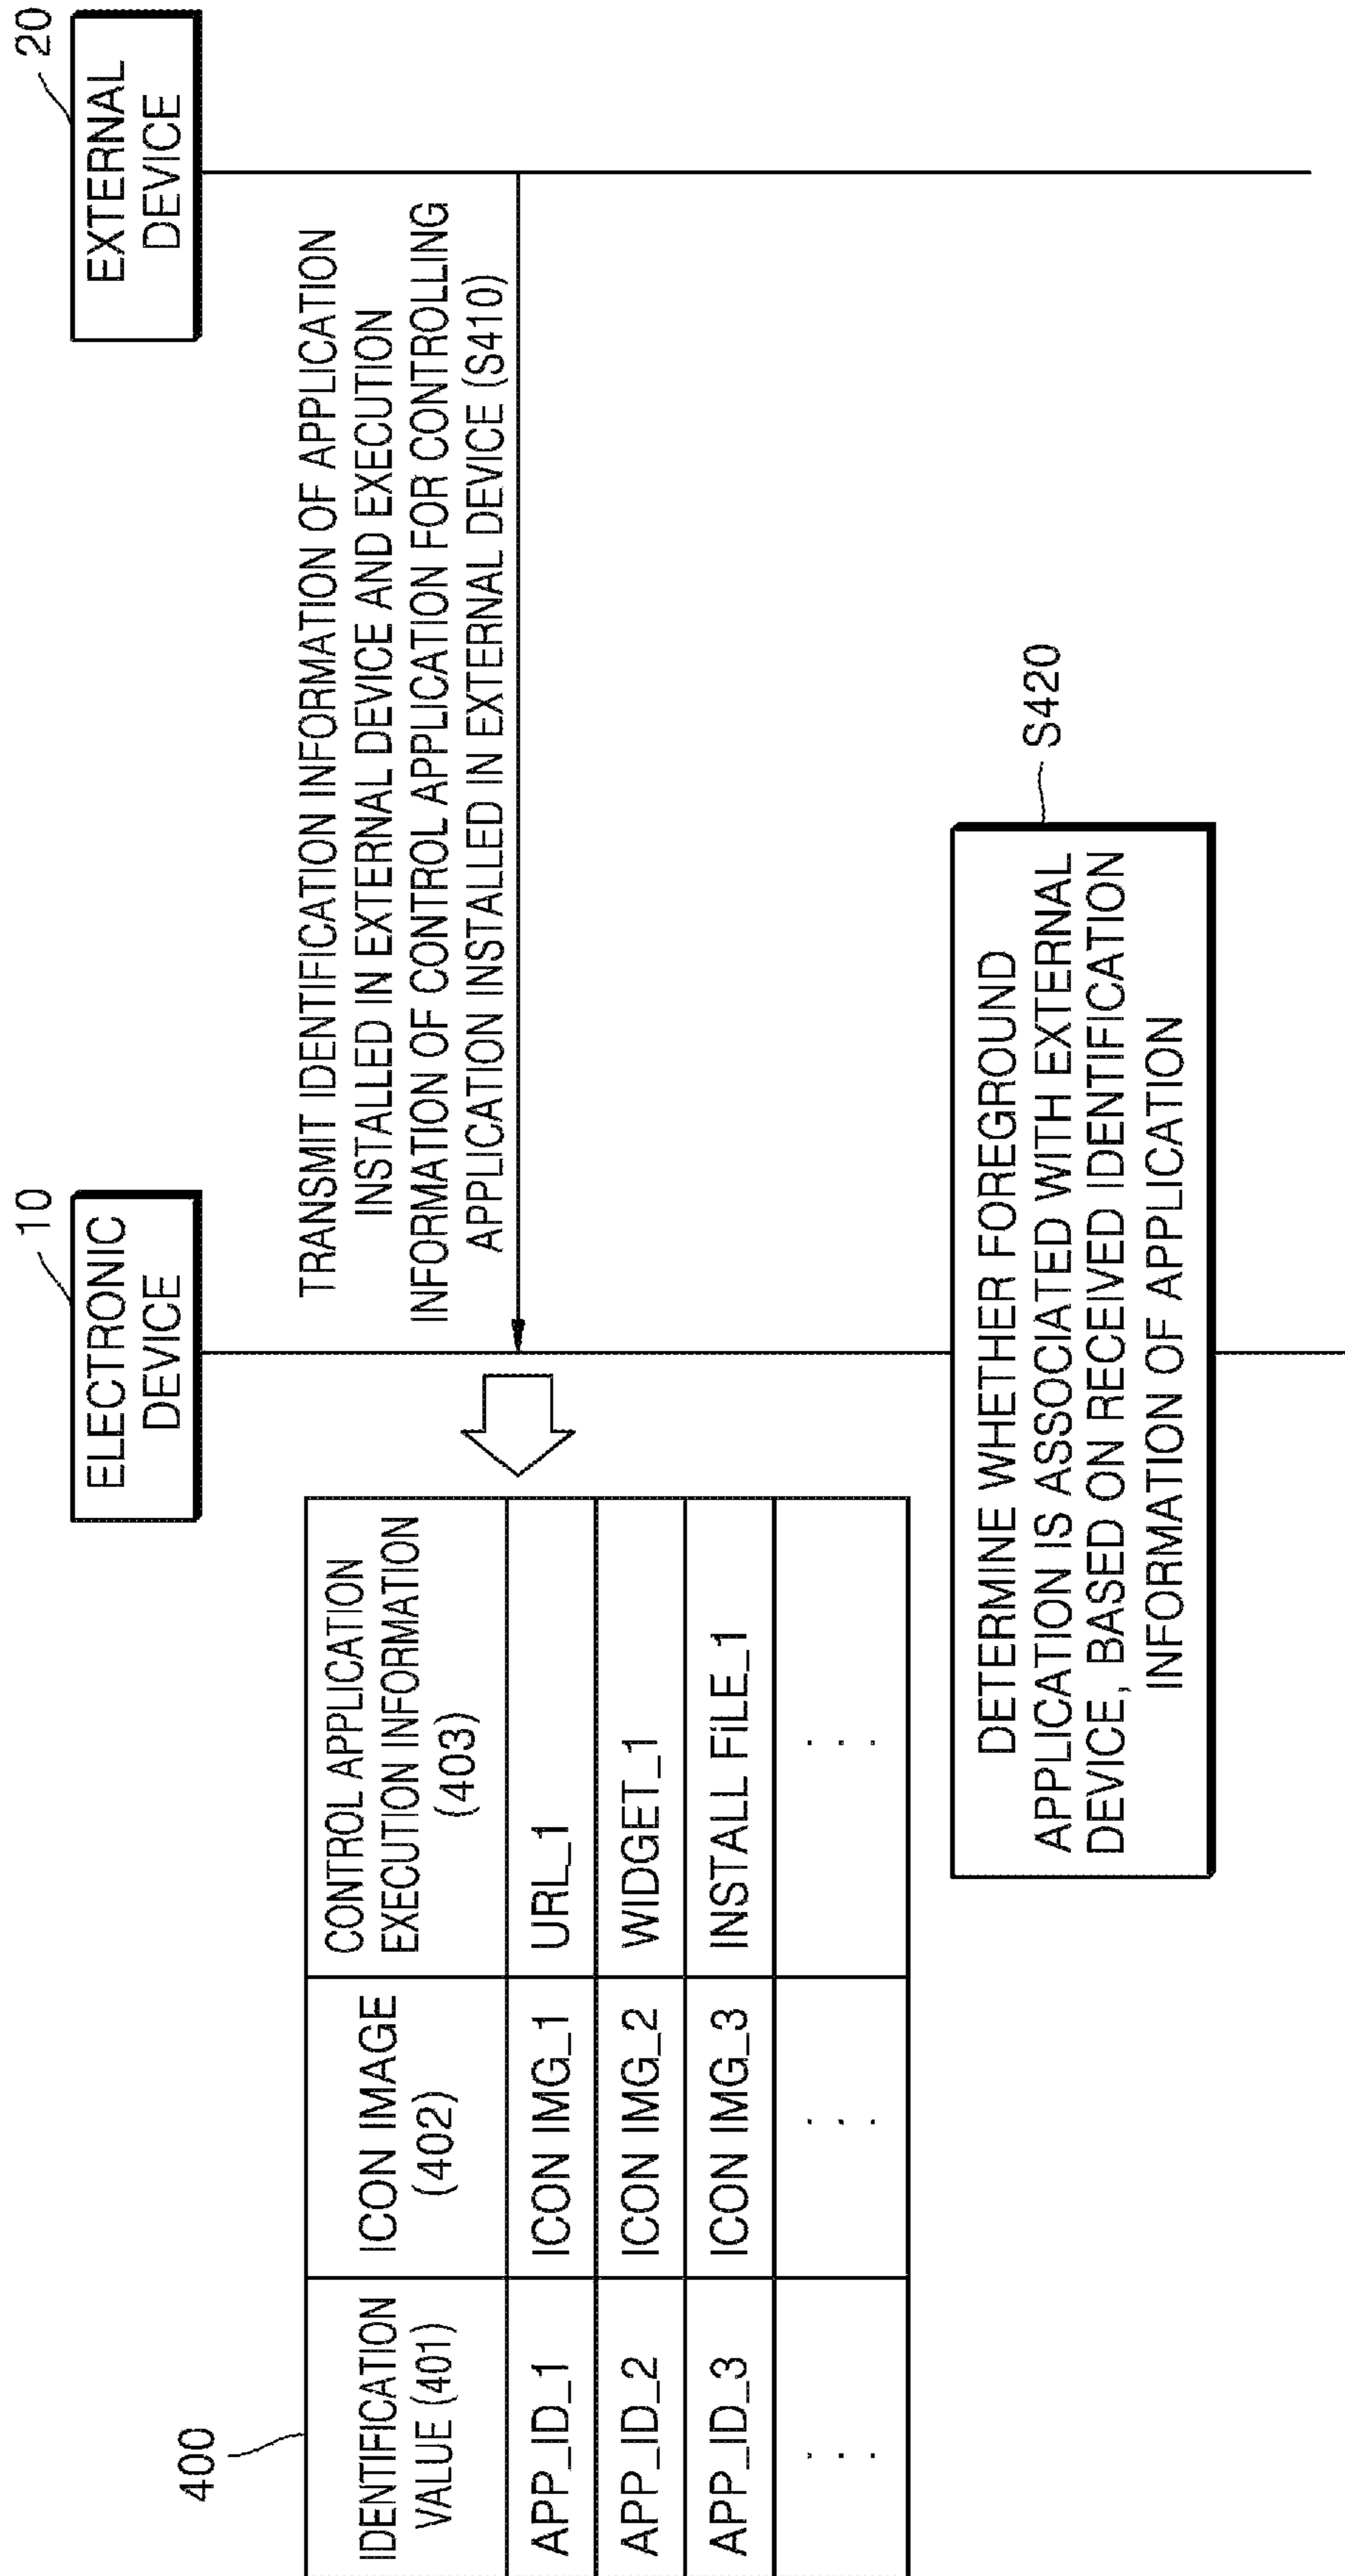 10
20
ELECTRONIC
DEVICE
EXTERNAL
DEVICE
TRANSMIT IDENTIFICATION INFORMATION OF APPLICATION
INSTALLED IN EXTERNAL DEVICE AND EXECUTION
INFORMATION OF CONTROL APPLICATION FOR CONTROLLING
APPLICATION INSTALLED IN EXTERNAL DEVICE (S410)
400
IDENTIFICATION
VALUE (401)
ICON IMAGE
(402)
CONTROL APPLICATION
EXECUTION INFORMATION
(403)
APP_ID_1 ICON IMG_1 URL_1
APP_ID_2 ICON IMG_2 WIDGET_1
APP_ID_3 ICON IMG_3 INSTALL FiLE_1
... ... ...
S420
DETERMINE WHETHER FOREGROUND
APPLICATION IS ASSOCIATED WITH EXTERNAL
DEVICE, BASED ON RECEIVED IDENTIFICATION
INFORMATION OF APPLICATION